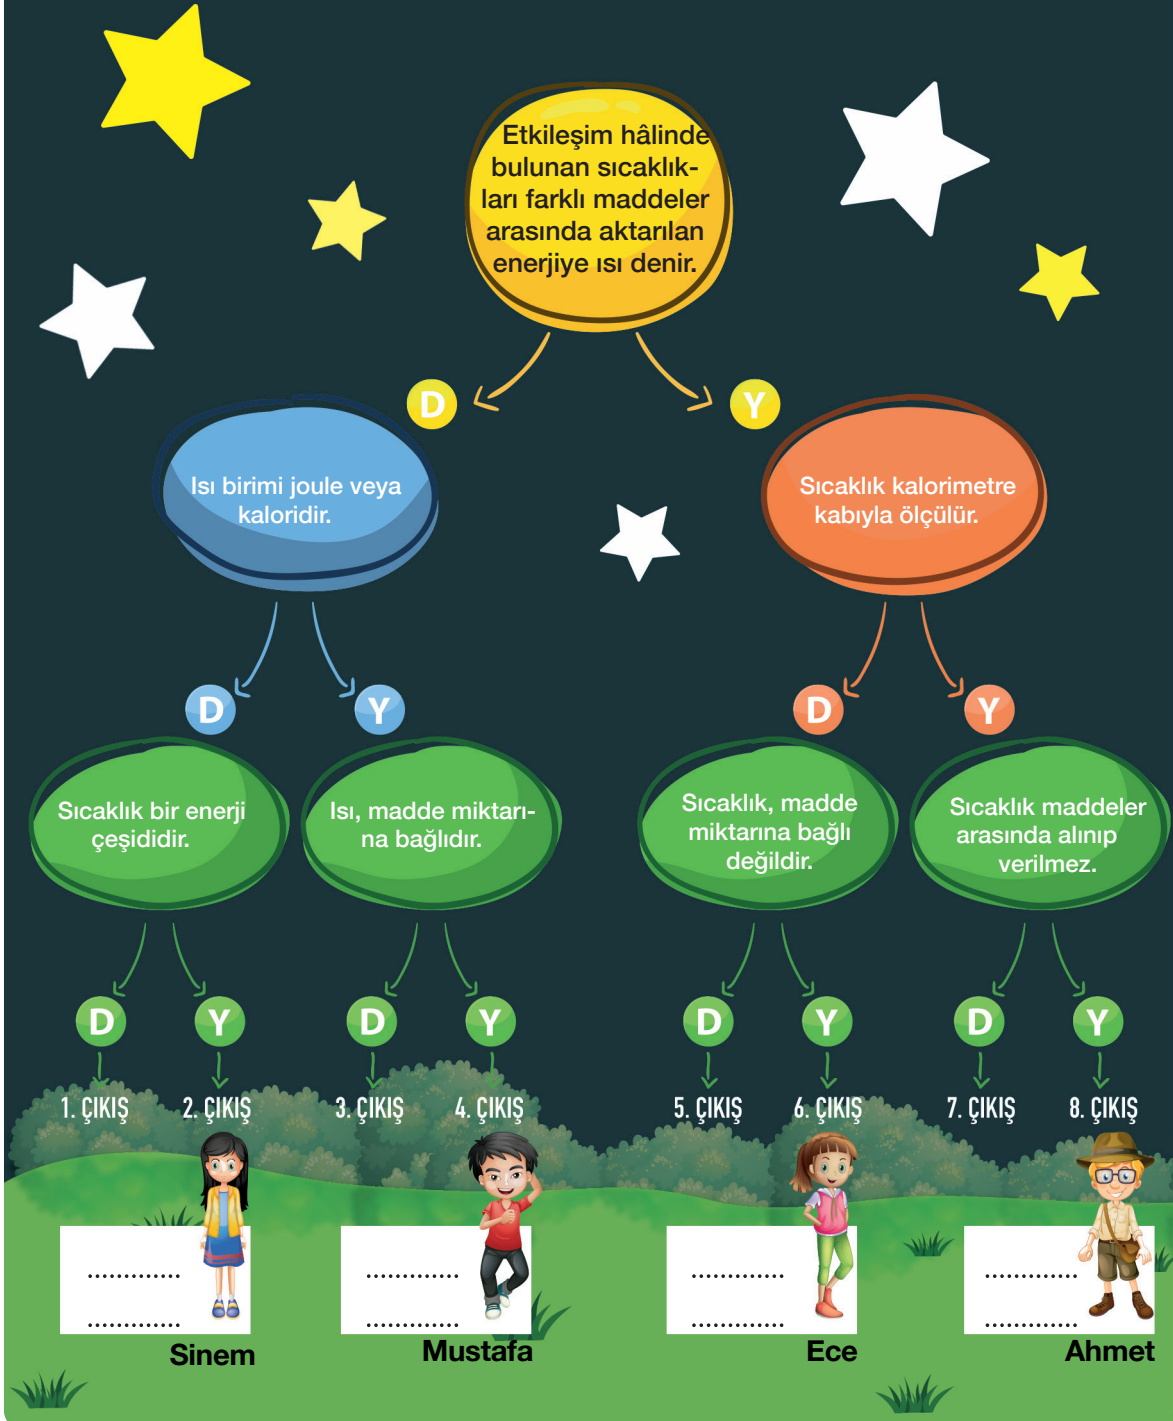 Etkileşim hâlinde
bulunan sıcaklık-
ları farklı maddeler
arasında aktarılan
enerjiye ısı denir.
D
Y
Isı birimi joule veya
kaloridir.
Sıcaklık kalorimetre
kabıyla ölçülür.
D
Y
D
Y
Sıcaklık bir enerji
çeşididir.
Isı, madde miktarı-
na bağlıdır.
Sıcaklık, madde
miktarına bağlı
değildir.
Sıcaklık maddeler
arasında alınıp
verilmez.
D
Y
D
Y
D
Y
D
Y
1. ÇIKIŞ
2. ÇIKIŞ
3. ÇIKIŞ
4. ÇIKIŞ
5. ÇIKIŞ
6. ÇIKIŞ
7. ÇIKIŞ
8. ÇIKIŞ
.............
.............
.............
.............
.............
.............
.............
.............
Sinem
Mustafa
Ece
Ahmet